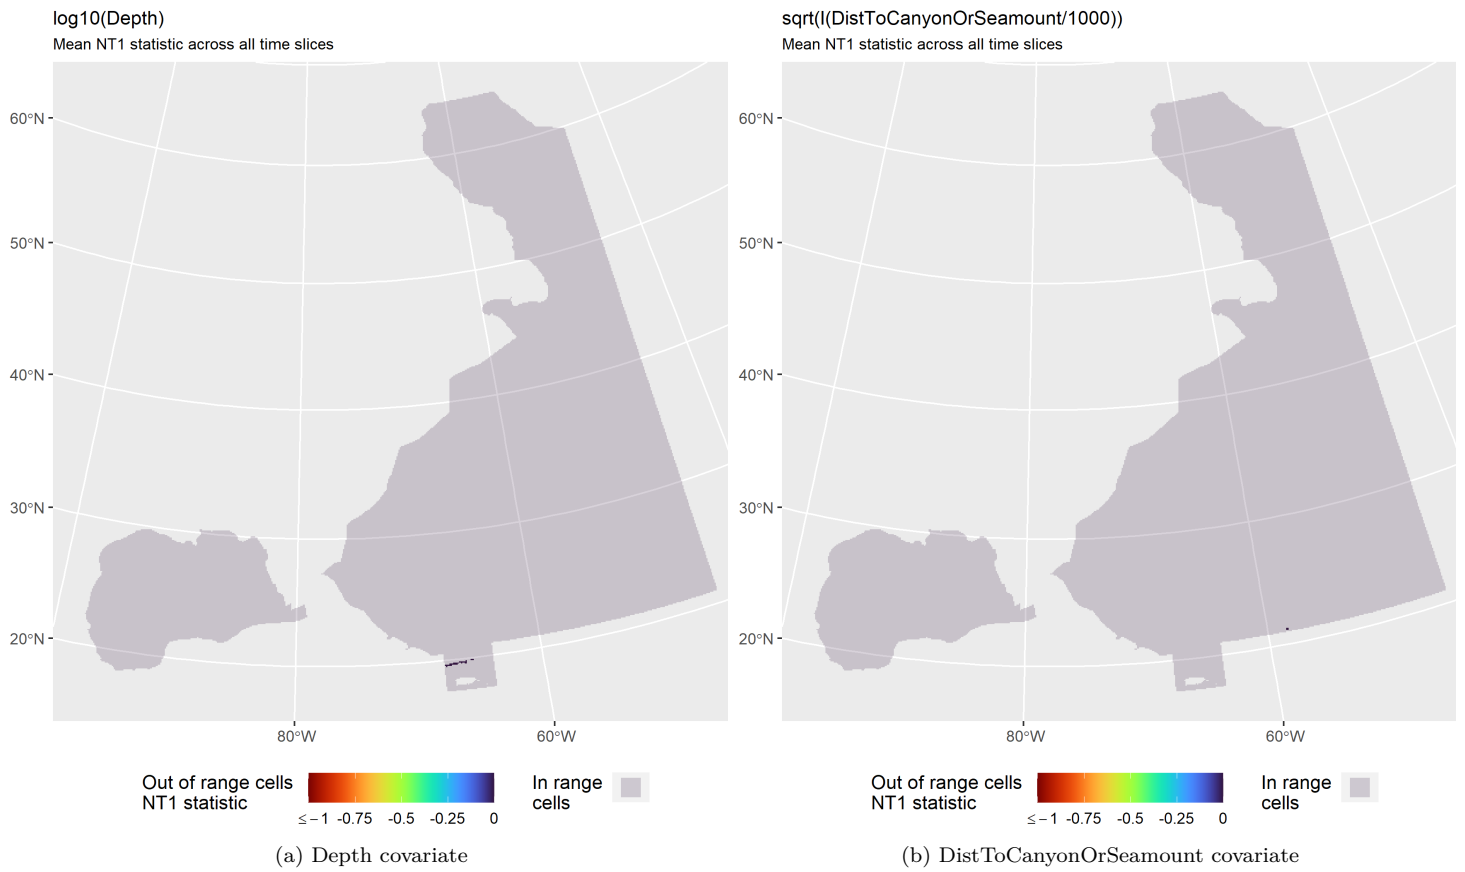 log10(Depth)
Mean NT1 statistic across all time slices
60°N
50°N
40°N
30°N
20°N
80°W
60°W
Out of range cells
NT1 statistic
≤−1 -0.75 -0.5 -0.25 0
In range
cells
(a) Depth covariate
sqrt(I(DistToCanyonOrSeamount/1000))
Mean NT1 statistic across all time slices
60°N
50°N
40°N
30°N
20°N
80°W
60°W
Out of range cells
NT1 statistic
≤−1 -0.75 -0.5 -0.25 0
In range
cells
(b) DistToCanyonOrSeamount covariate